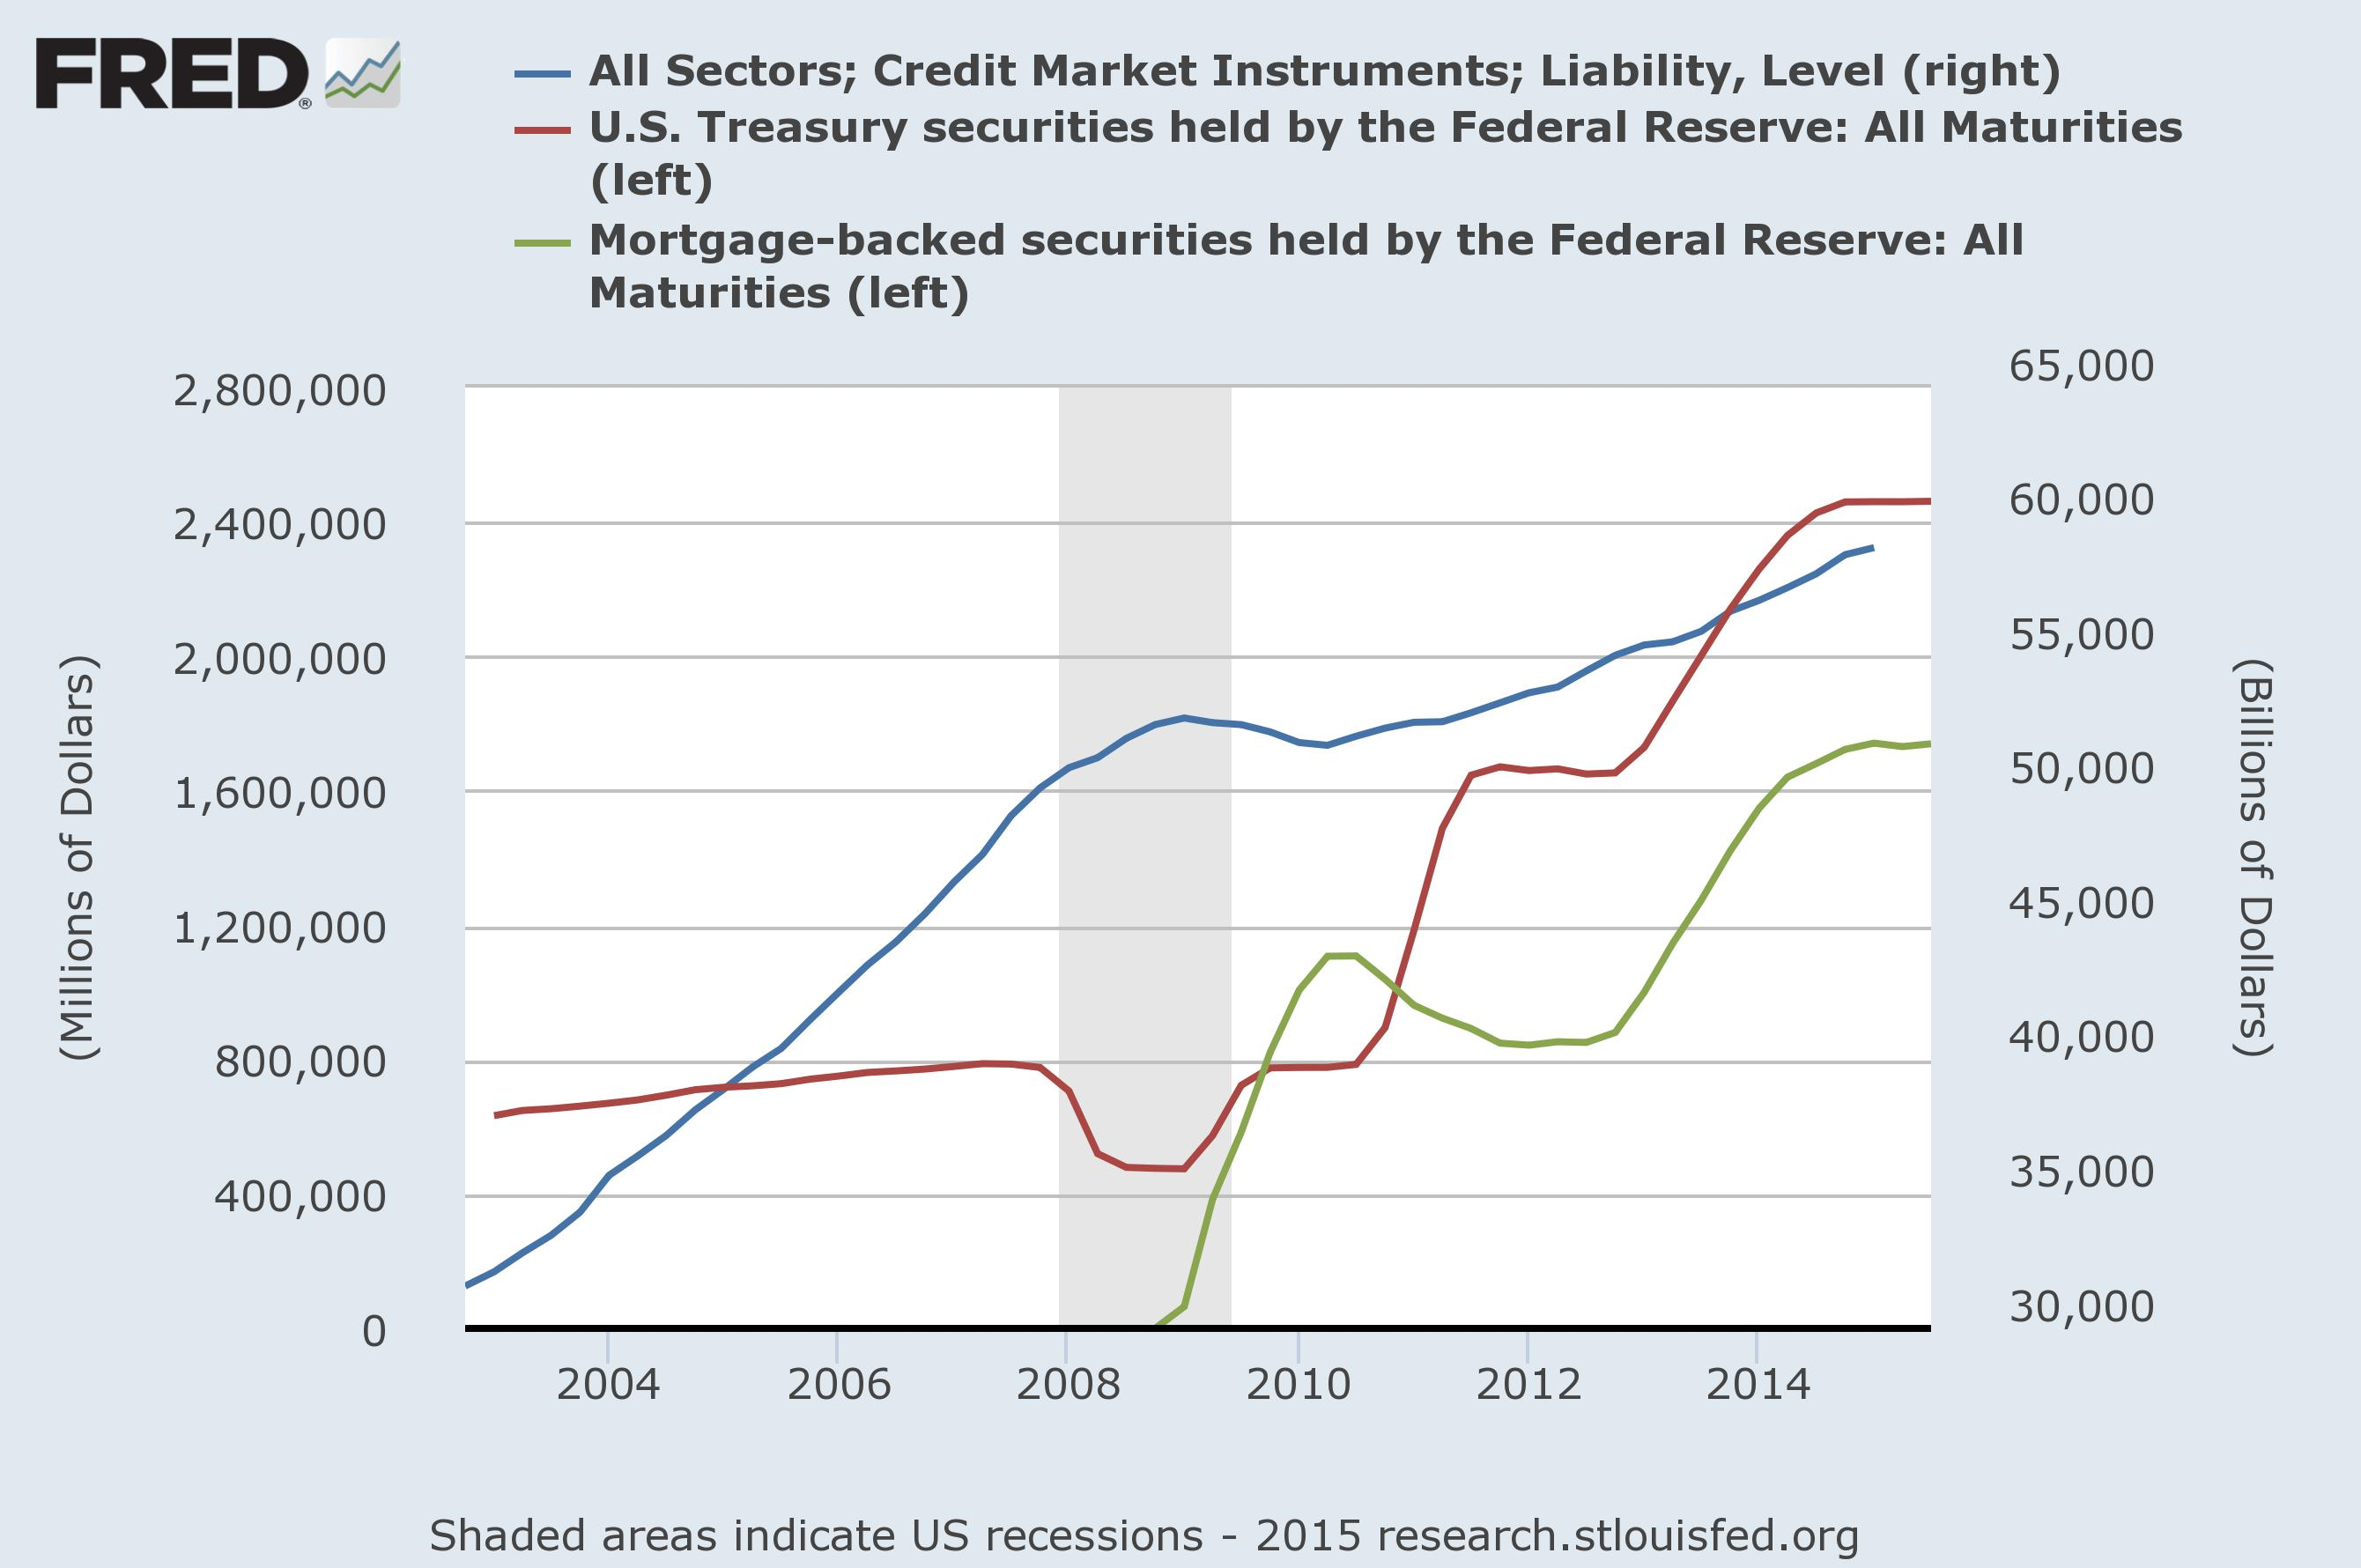 FRED®
All Sectors; Credit Market Instruments; Liability, Level (right)
U.S. Treasury securities held by the Federal Reserve: All Maturities
(left)
Mortgage-backed securities held by the Federal Reserve: All
Maturities (left)
(Millions of Dollars)
2,800,000
2,400,000
2,000,000
1,600,000
1,200,000
800,000
400,000
0
65,000
60,000
55,000
50,000
45,000
40,000
35,000
30,000
(Billions of Dollars)
2004 2006 2008 2010 2012 2014
Shaded areas indicate US recessions - 2015 research.stlouisfed.org